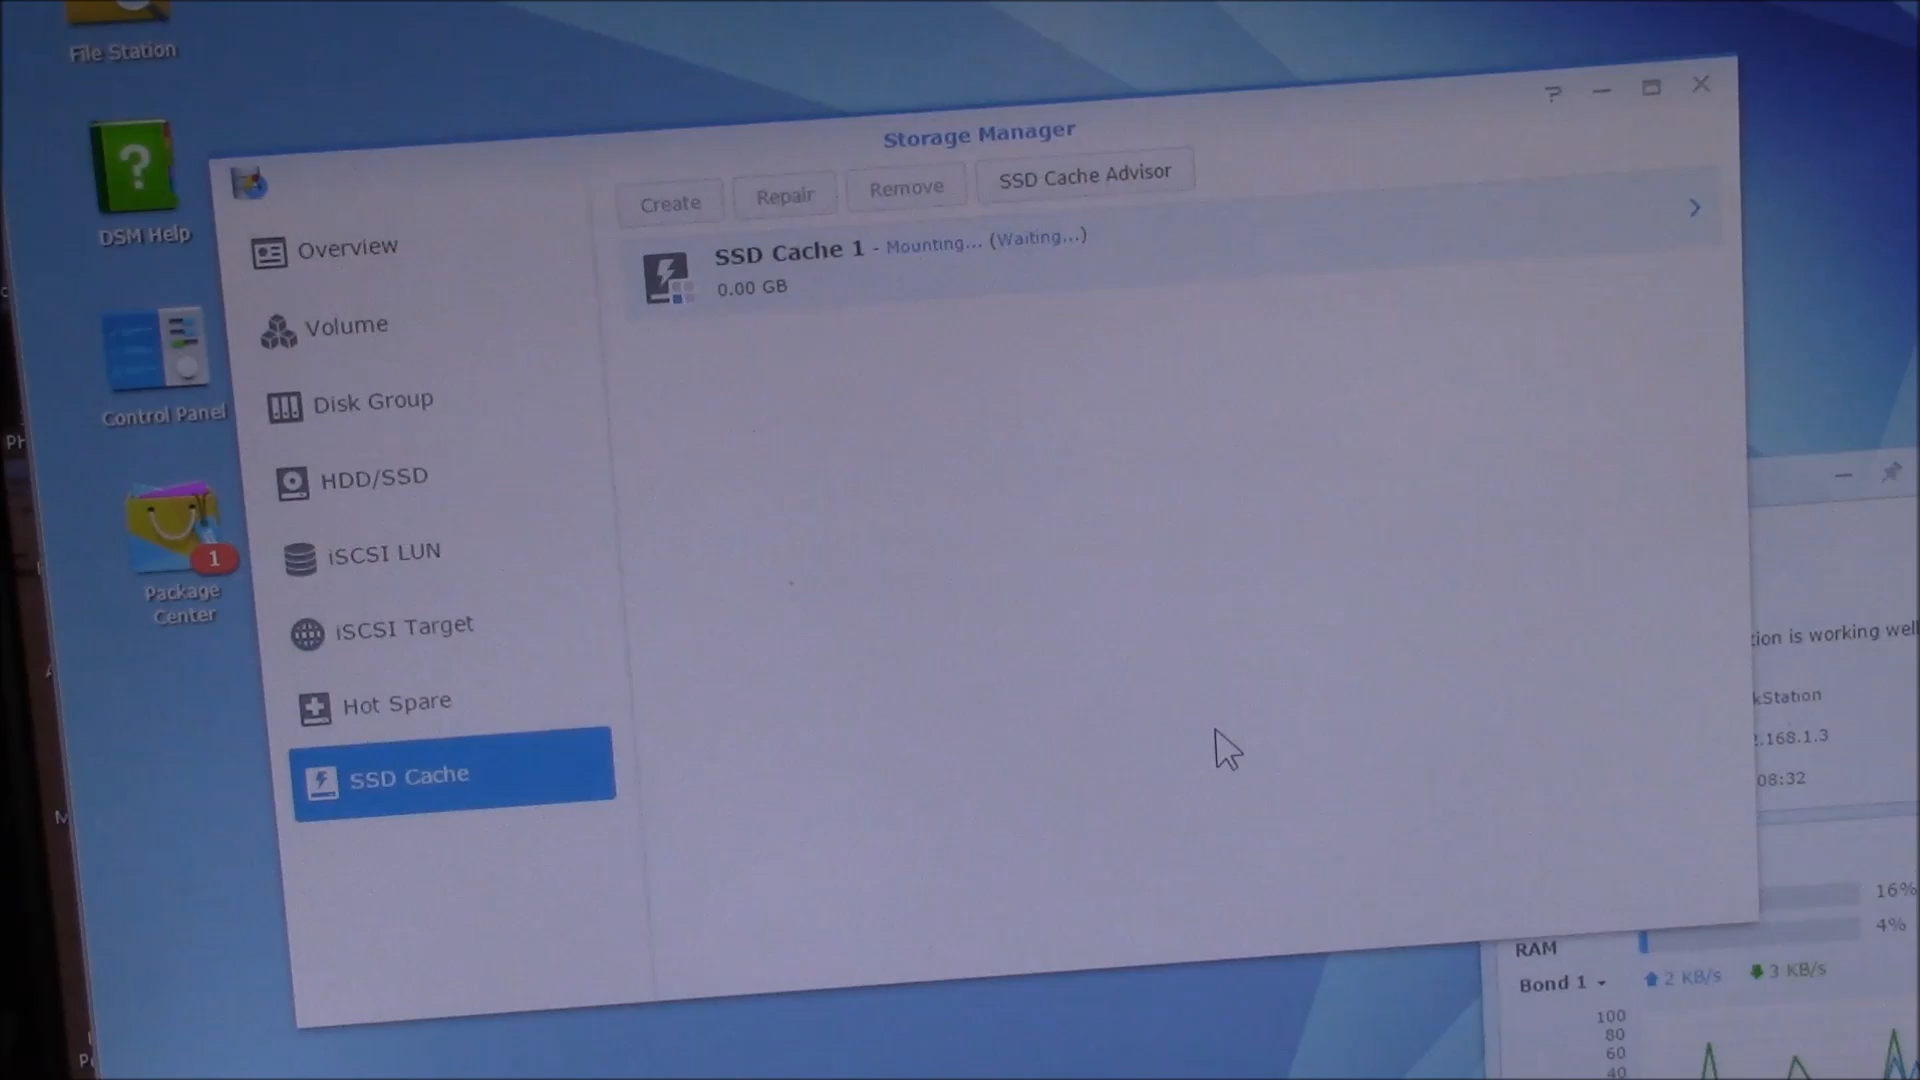 File Station
DSM Help
Control Panel
Package
Center
1
Storage Manager
Create
Repair
Remove
SSD Cache Advisor
Overview
Volume
Disk Group
HDD/SSD
iSCSI LUN
iSCSI Target
Hot Spare
SSD Cache
SSD Cache 1 - Mounting... (Waiting...)
0.00 GB
tion is working well
kStation
.168.1.3
08:32
16%
4%
RAM
Bond 1
2 KB/s
3 KB/s
100
80
60
40